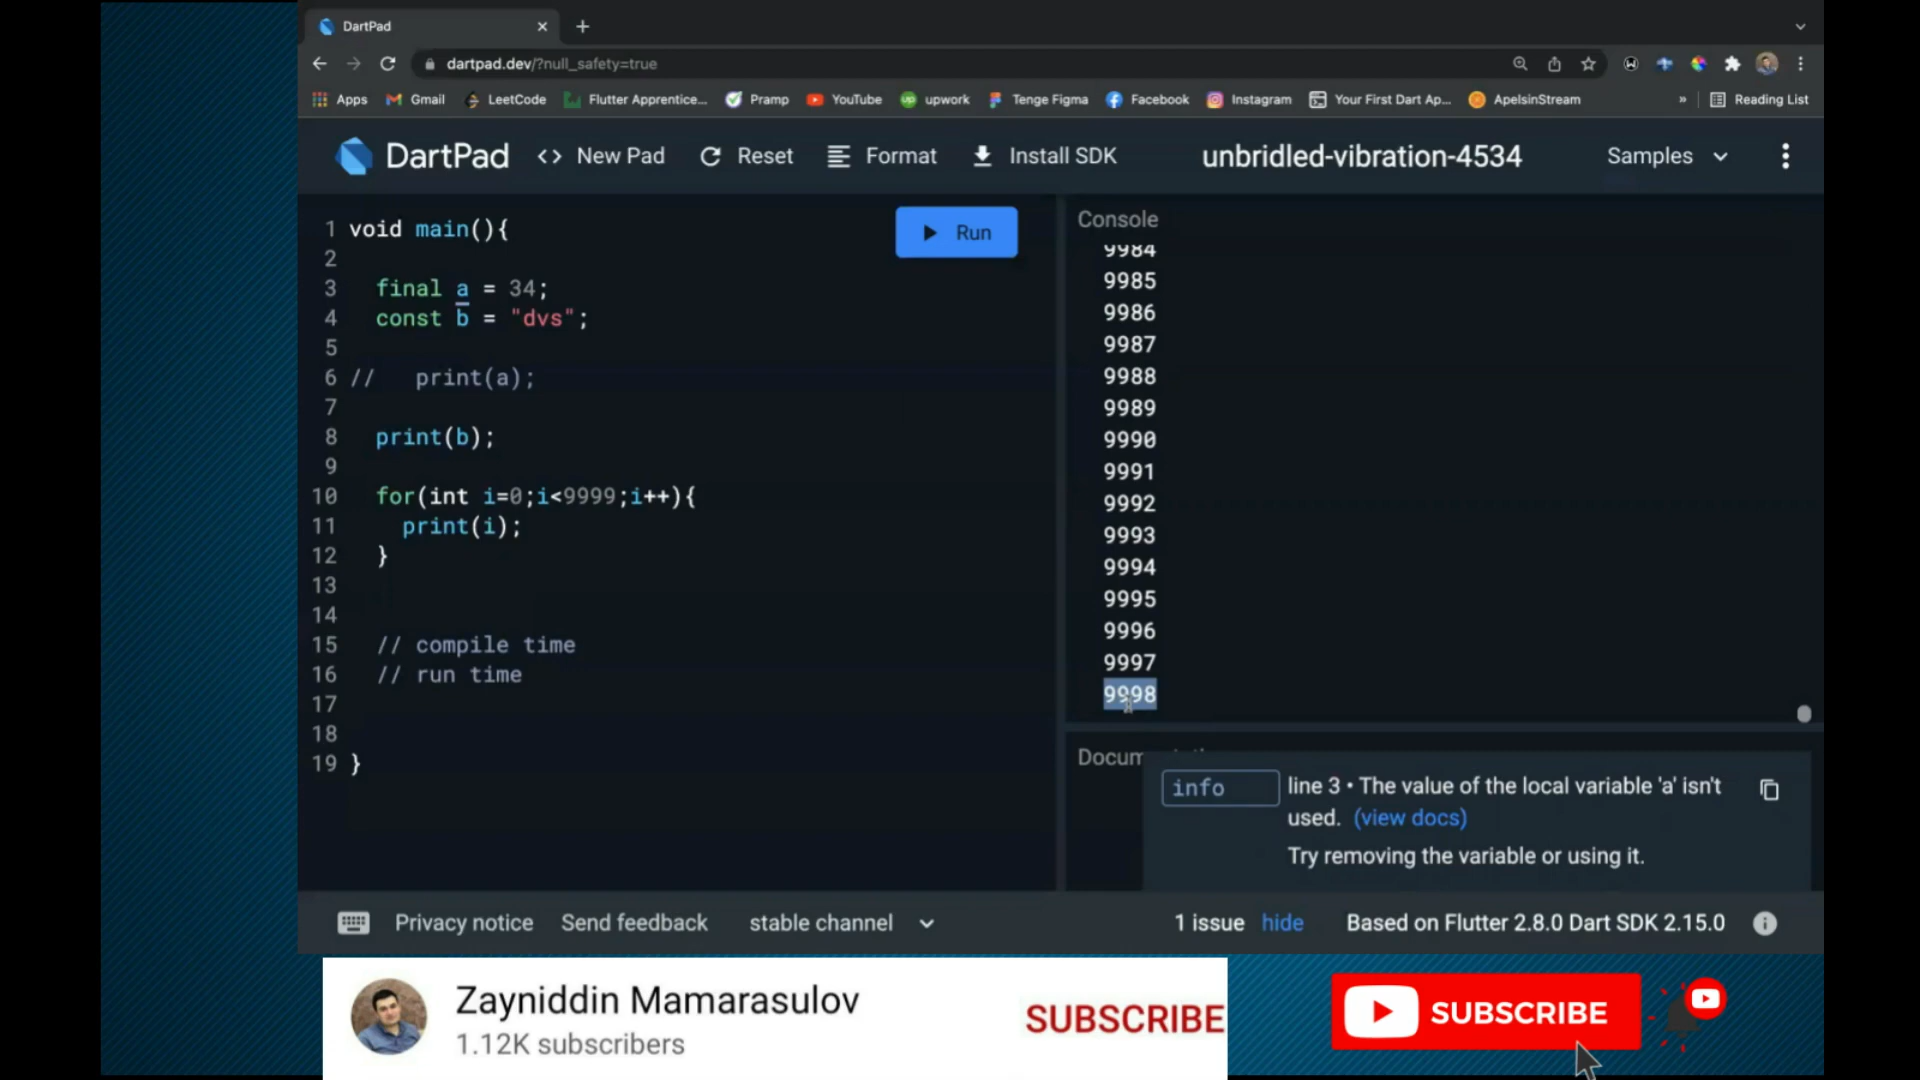 DartPad
dartpad.dev/?null_safety=true
Apps Gmail LeetCode Flutter Apprentice... Pramp YouTube upwork Tenge Figma Facebook Instagram Your First Dart Ap... ApelsinStream » Reading List
DartPad <> New Pad Reset Format Install SDK unbridled-vibration-4534 Samples
Run
1 void main(){
2
3 final a = 34;
4 const b = "dvs";
5
6 // print(a);
7
8 print(b);
9
10 for(int i=0;i<9999;i++){
11 print(i);
12 }
13
14
15 // compile time
16 // run time
17
18
19 }
Console
9984
9985
9986
9987
9988
9989
9990
9991
9992
9993
9994
9995
9996
9997
9998
info line 3 • The value of the local variable 'a' isn't
used. (view docs)
Try removing the variable or using it.
Privacy notice Send feedback stable channel 1 issue hide Based on Flutter 2.8.0 Dart SDK 2.15.0
Zayniddin Mamarasulov
1.12K subscribers
SUBSCRIBE
SUBSCRIBE